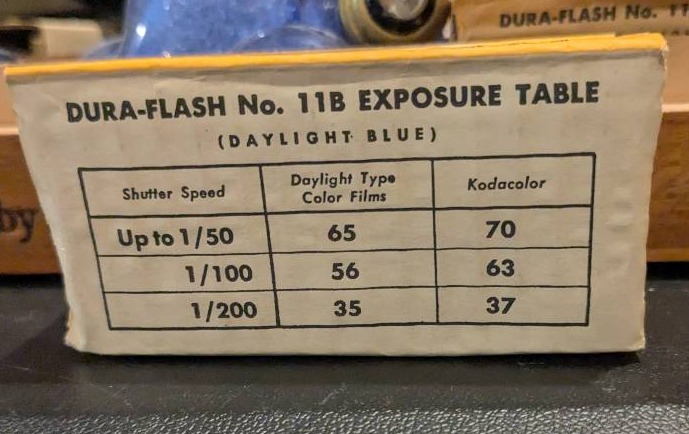 DURA-FLASH No. 11
by
DURA-FLASH No. 11B EXPOSURE TABLE
(DAYLIGHT BLUE)
Shutter Speed
Daylight Type
Color Films
Kodacolor
Up to 1/50 65 70
1/100 56 63
1/200 35 37